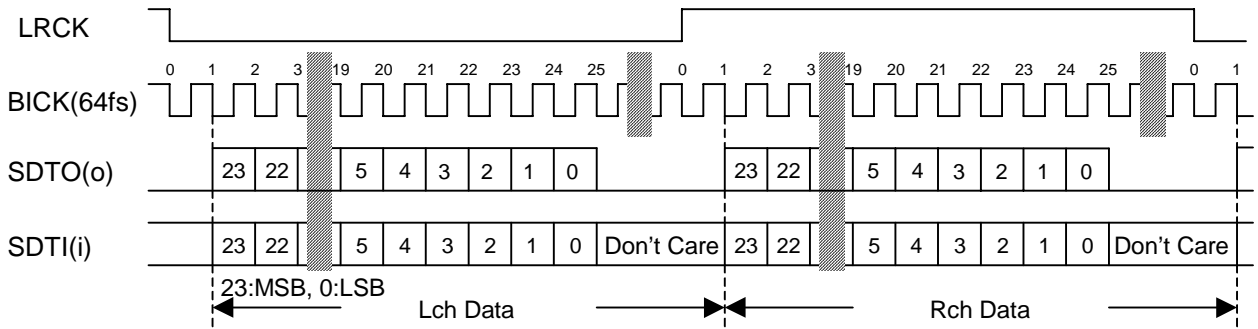 LRCK
0 1 2 3 19 20 21 22 23 24 25 0 1 2 3 19 20 21 22 23 24 25 0 1
BICK(64fs)
SDTO(o) 23 22 5 4 3 2 1 0 23 22 5 4 3 2 1 0
SDTI(i) 23 22 5 4 3 2 1 0 Don't Care 23 22 5 4 3 2 1 0 Don't Care
23:MSB, 0:LSB
Lch Data Rch Data